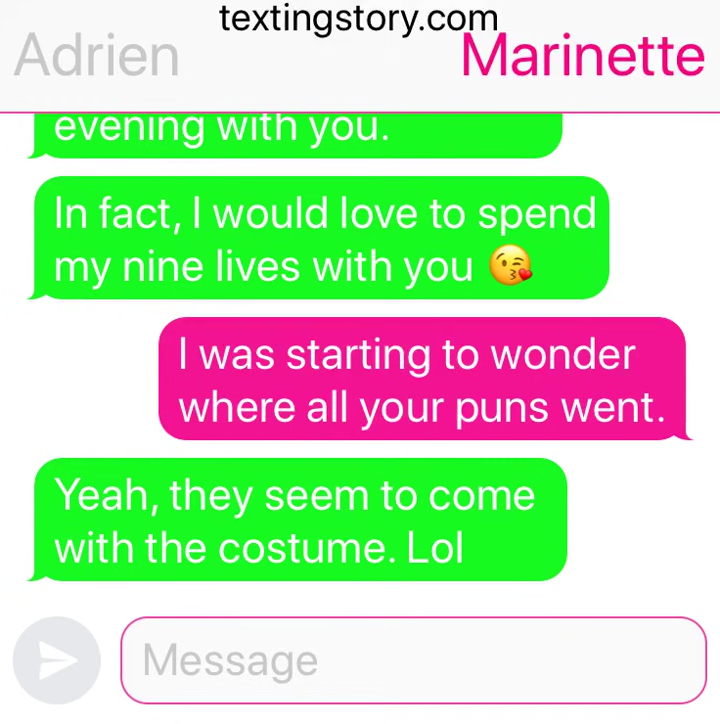 textingstory.com
Adrien
Marinette
evening with you.
In fact, I would love to spend
my nine lives with you 😘
I was starting to wonder
where all your puns went.
Yeah, they seem to come
with the costume. Lol
Message